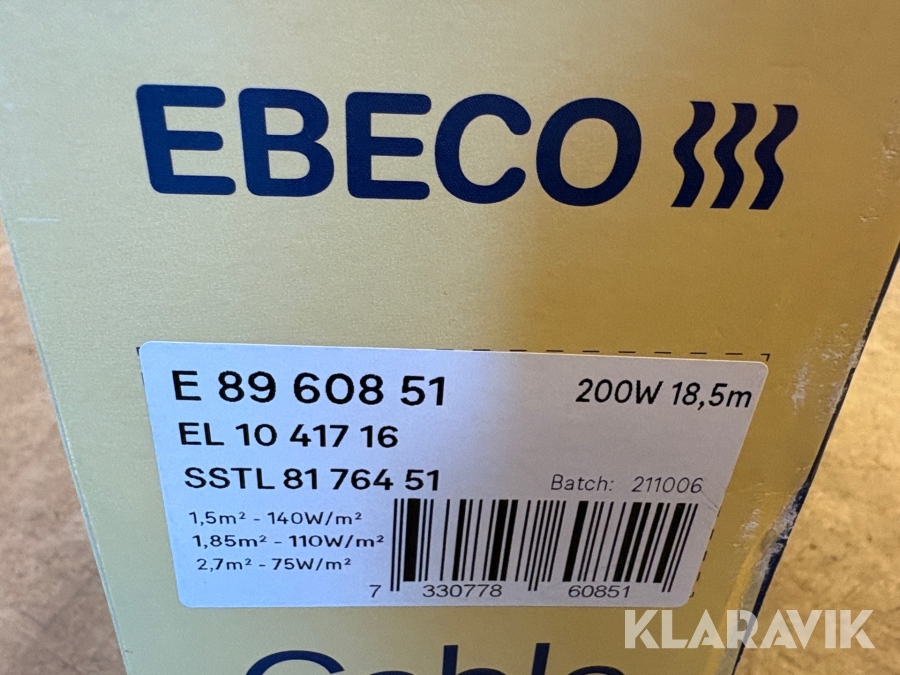 EBECO
E 89 608 51
200W 18,5m
EL 10 417 16
SSTL 81 764 51
Batch: 211006
1,5m² - 140W/m²
1,85m² - 110W/m²
2,7m² - 75W/m²
7 330778 60851
KLARAVIK
Cable